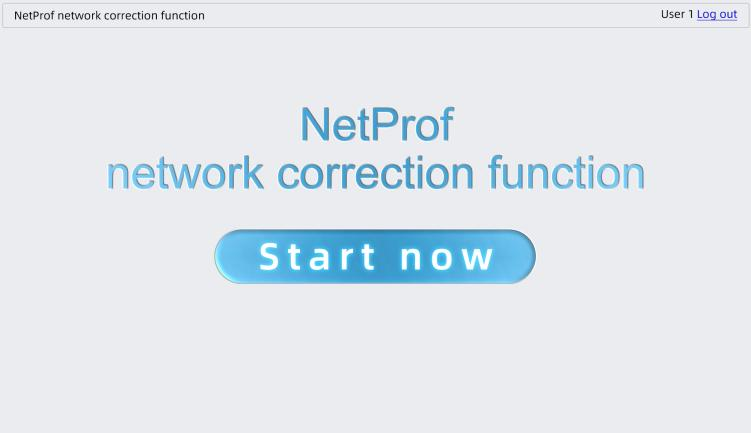 NetProf network correction function
User 1 Log out
NetProf
network correction function
Start now